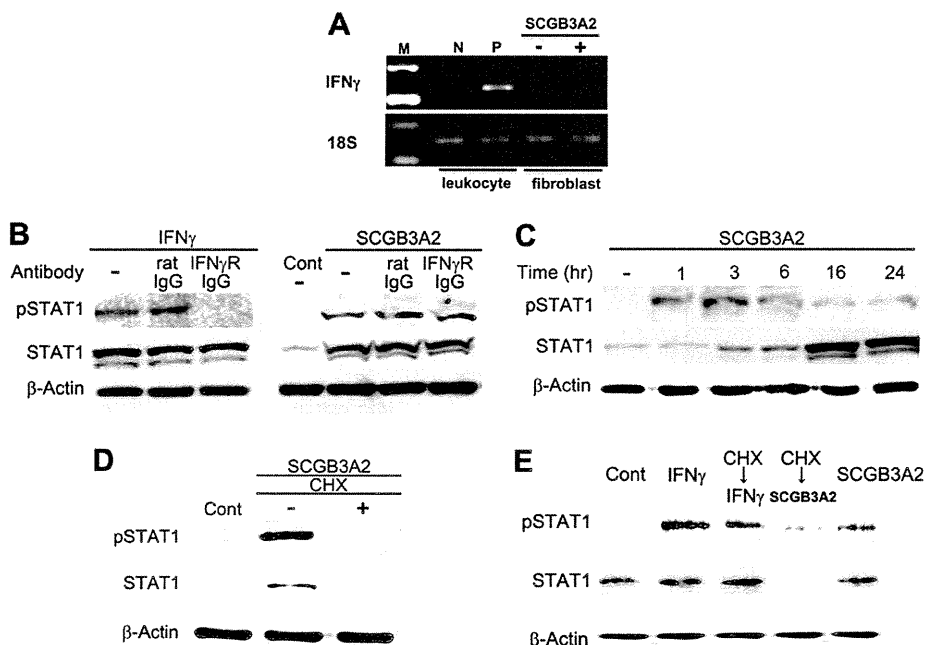 A
SCGB3A2
M N P - +
IFNγ
18S
leukocyte fibroblast
B
IFNγ
SCGB3A2
Antibody - rat IgG IFNγR IgG
Cont - - rat IgG IFNγR IgG
pSTAT1
STAT1
β-Actin
C
SCGB3A2
Time (hr) - 1 3 6 16 24
pSTAT1
STAT1
β-Actin
D
SCGB3A2
CHX
Cont - +
pSTAT1
STAT1
β-Actin
E
Cont IFNγ CHX ↓ IFNγ CHX ↓ SCGB3A2 SCGB3A2
pSTAT1
STAT1
β-Actin